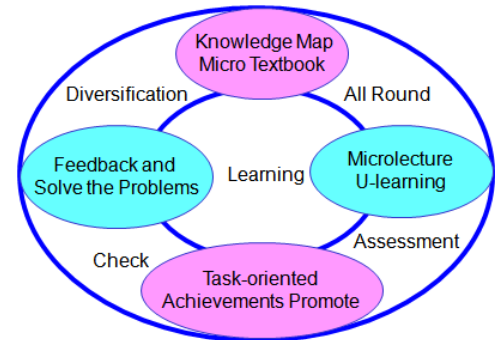 Knowledge Map
Micro Textbook
Diversification
All Round
Feedback and
Solve the Problems
Learning
Microlecture
U-learning
Check
Assessment
Task-oriented
Achievements Promote